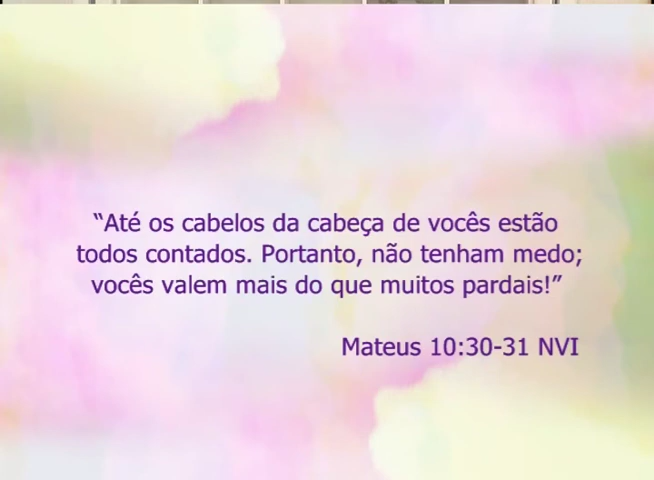 “Até os cabelos da cabeça de vocês estão
todos contados. Portanto, não tenham medo;
vocês valem mais do que muitos pardais!”
Mateus 10:30-31 NVI